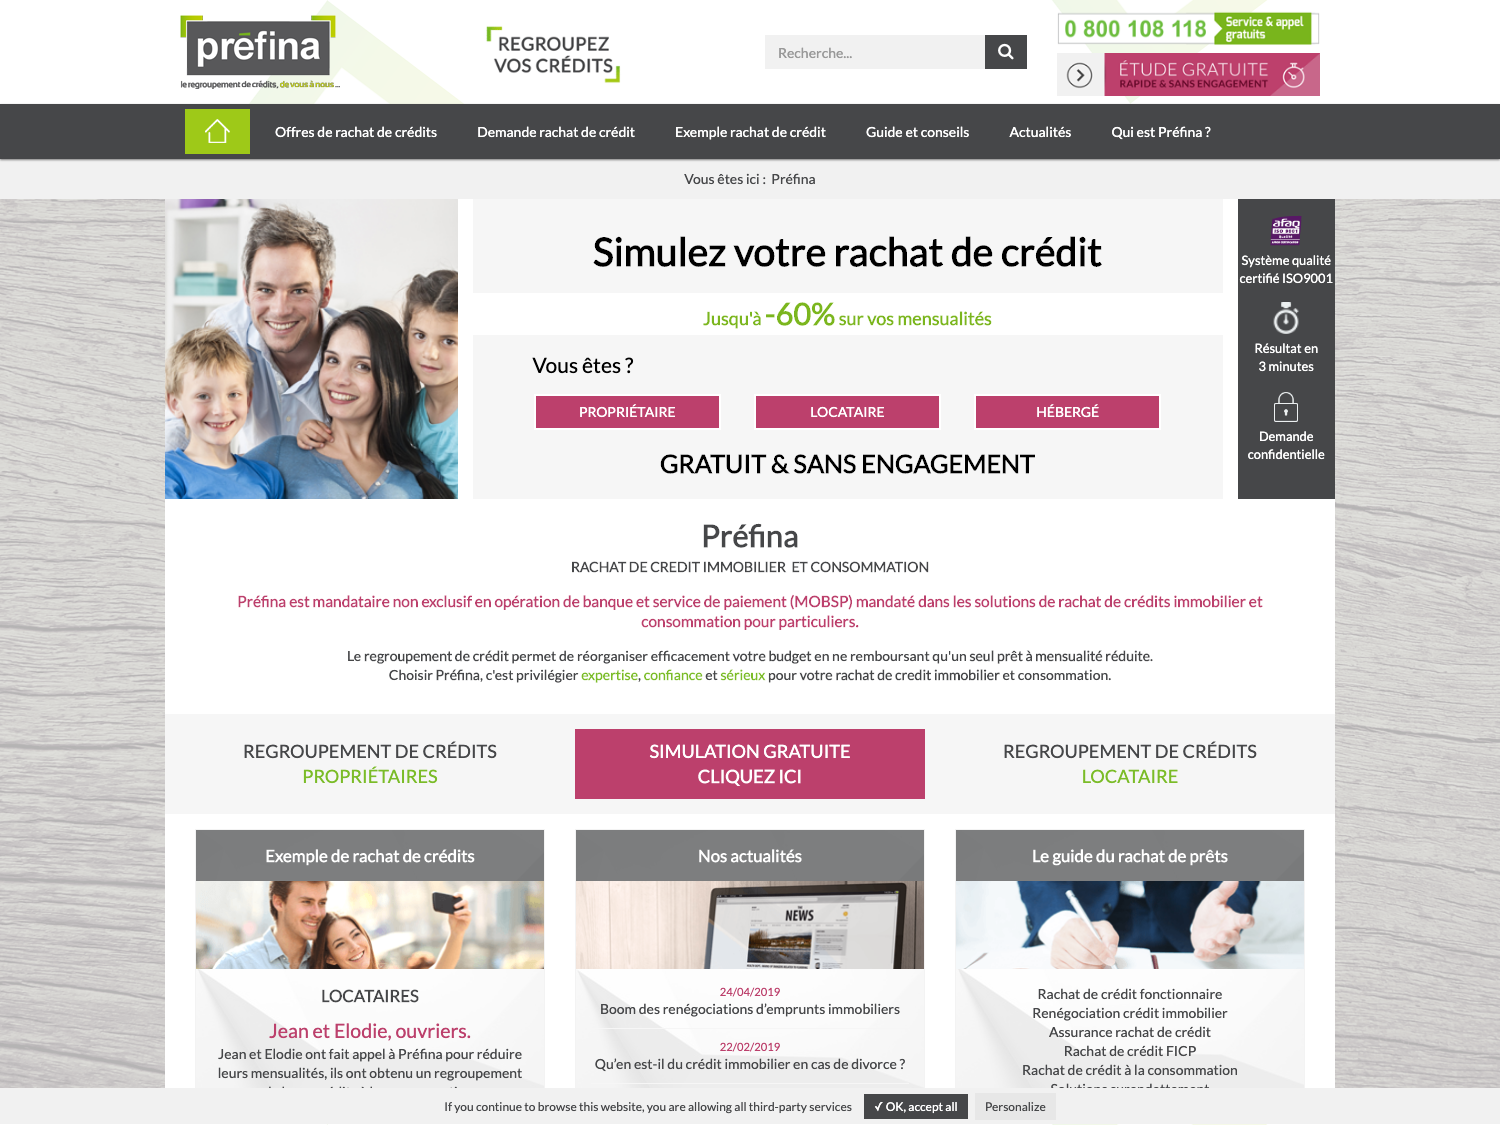 préfina
le regroupement de crédits, de vous à nous...
REGROUPEZ
VOS CRÉDITS
Recherche...
0 800 108 118
Service & appel
gratuits
ÉTUDE GRATUITE
RAPIDE & SANS ENGAGEMENT
Offres de rachat de crédits
Demande rachat de crédit
Exemple rachat de crédit
Guide et conseils
Actualités
Qui est Préfina ?
Vous êtes ici : Préfina
Simulez votre rachat de crédit
Jusqu'à -60% sur vos mensualités
Vous êtes ?
PROPRIÉTAIRE
LOCATAIRE
HÉBERGÉ
GRATUIT & SANS ENGAGEMENT
afaq
ISO 9001
Système qualité
certifié ISO9001
Résultat en
3 minutes
Demande
confidentielle
Préfina
RACHAT DE CREDIT IMMOBILIER ET CONSOMMATION
Préfina est mandataire non exclusif en opération de banque et service de paiement (MOBSP) mandaté dans les solutions de rachat de crédits immobilier et
consommation pour particuliers.
Le regroupement de crédit permet de réorganiser efficacement votre budget en ne remboursant qu'un seul prêt à mensualité réduite.
Choisir Préfina, c'est privilégier expertise, confiance et sérieux pour votre rachat de credit immobilier et consommation.
REGROUPEMENT DE CRÉDITS
PROPRIÉTAIRES
SIMULATION GRATUITE
CLIQUEZ ICI
REGROUPEMENT DE CRÉDITS
LOCATAIRE
Exemple de rachat de crédits
LOCATAIRES
Jean et Elodie, ouvriers.
Jean et Elodie ont fait appel à Préfina pour réduire
leurs mensualités, ils ont obtenu un regroupement
Nos actualités
NEWS
24/04/2019
Boom des renégociations d’emprunts immobiliers
22/02/2019
Qu’en est-il du crédit immobilier en cas de divorce ?
Le guide du rachat de prêts
Rachat de crédit fonctionnaire
Renégociation crédit immobilier
Assurance rachat de crédit
Rachat de crédit FICP
Rachat de crédit à la consommation
Solutions surendettement
If you continue to browse this website, you are allowing all third-party services
✓ OK, accept all
Personalize